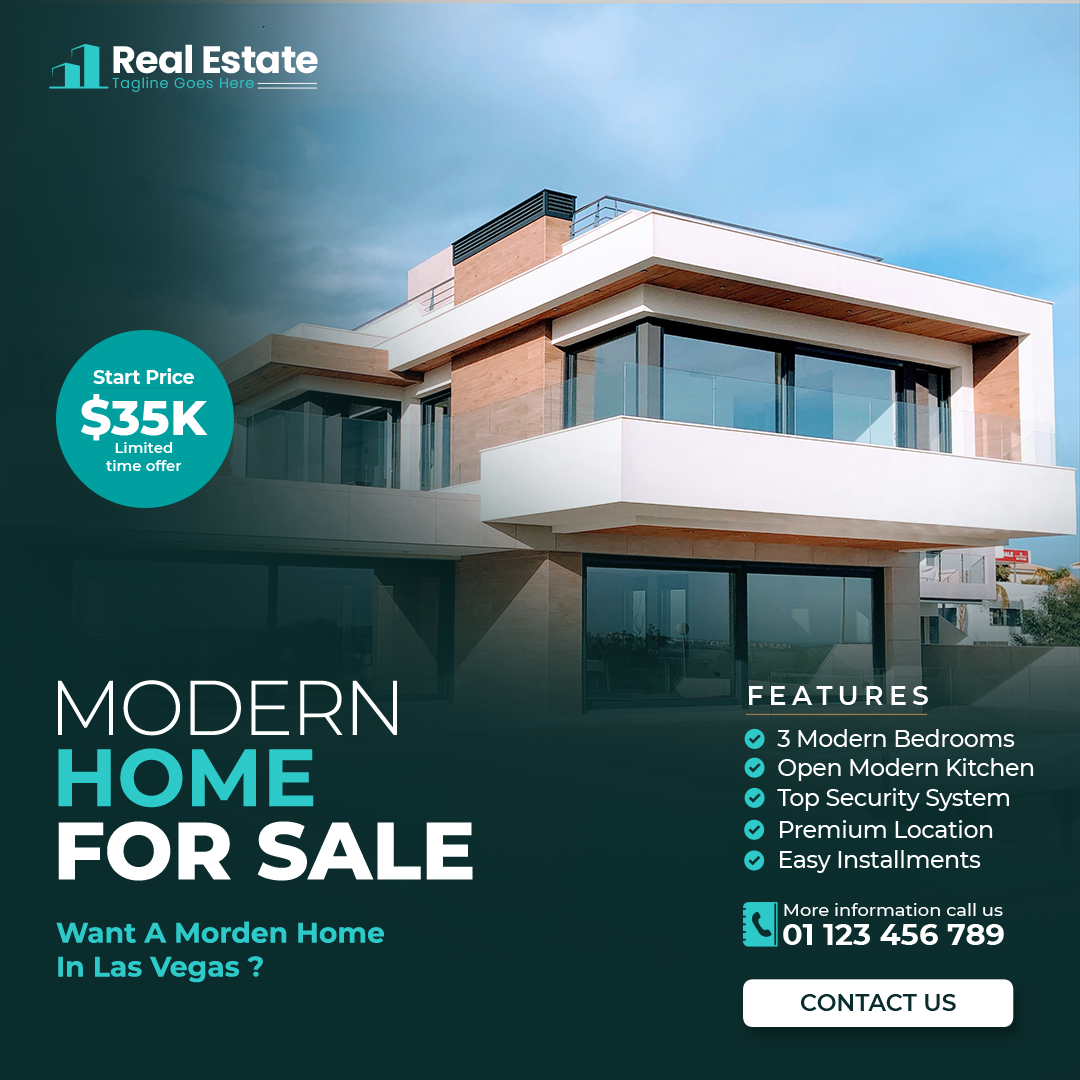 Real Estate
Tagline Goes Here
Start Price
$35K
Limited
time offer
MODERN
HOME
FOR SALE
Want A Morden Home
In Las Vegas ?
FEATURES
3 Modern Bedrooms
Open Modern Kitchen
Top Security System
Premium Location
Easy Installments
More information call us
01 123 456 789
CONTACT US